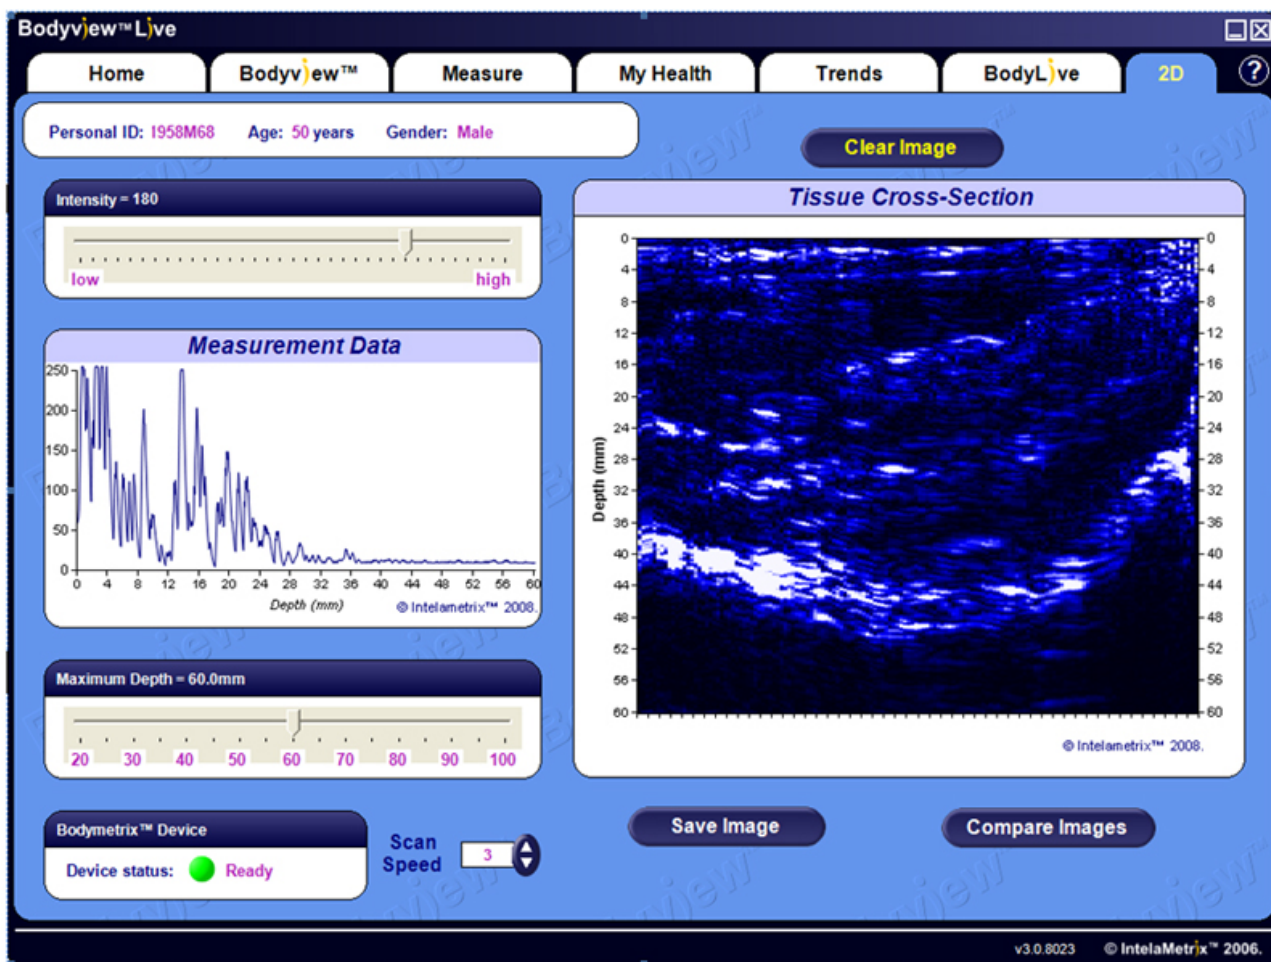 Bodyview™ Live
Home Bodyview™ Measure My Health Trends BodyLive 2D ?
Personal ID: 1958M68 Age: 50 years Gender: Male
Clear Image
Intensity = 180
low high
Measurement Data
250
200
150
100
50
0
0 4 8 12 16 20 24 28 32 36 40 44 48 52 56 60
Depth (mm) © Intelametrix™ 2008.
Maximum Depth = 60.0mm
20 30 40 50 60 70 80 90 100
Bodymetrix™ Device
Device status: Ready
Scan
Speed
3
Tissue Cross-Section
0 0
4 4
8 8
12 12
16 16
20 20
24 24
28 28
32 32
36 36
40 40
44 44
48 48
52 52
56 56
60 60
Depth (mm)
© Intelametrix™ 2008.
Save Image Compare Images
v3.0.8023 © IntelaMetrix™ 2006.